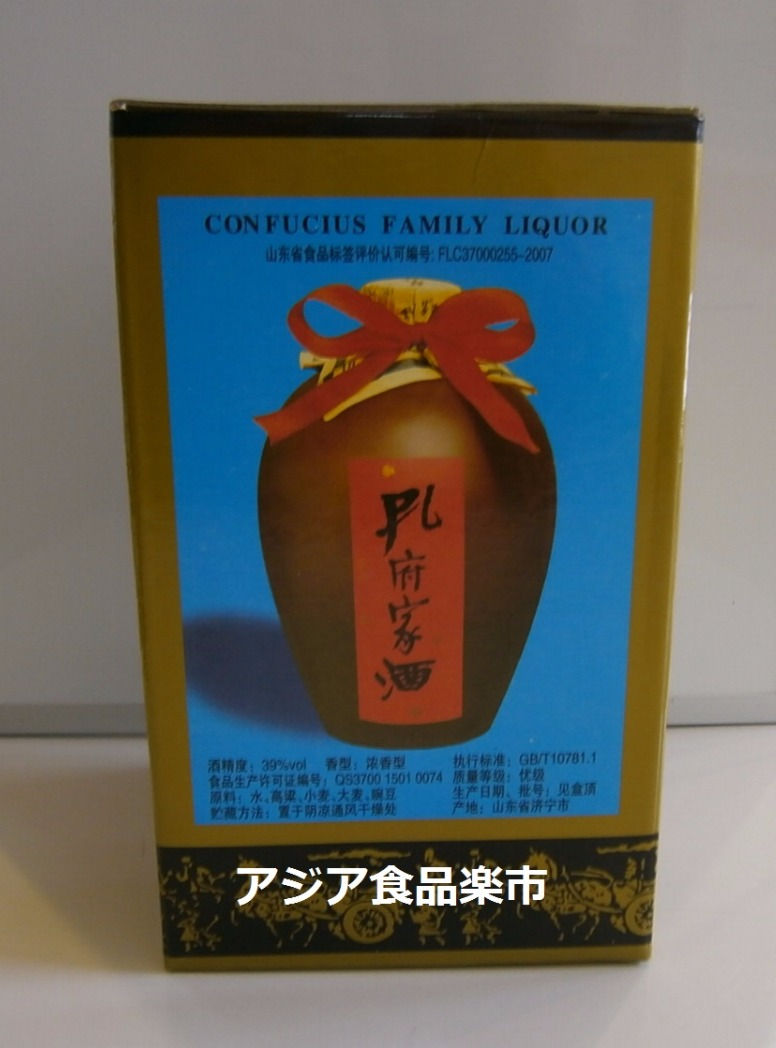 CONFUCIUS FAMILY LIQUOR
山东省食品标签评价认可编号: FLC37000255-2007
孔府家酒
酒精度：39%vol 香型：浓香型
食品生产许可证编号：QS3700 1501 0074
原料：水、高粱、小麦、大麦、豌豆
贮藏方法：置于阴凉通风干燥处
执行标准：GB/T10781.1
质量等级：优级
生产日期、批号：见盒顶
产地：山东省济宁市
アジア食品楽市